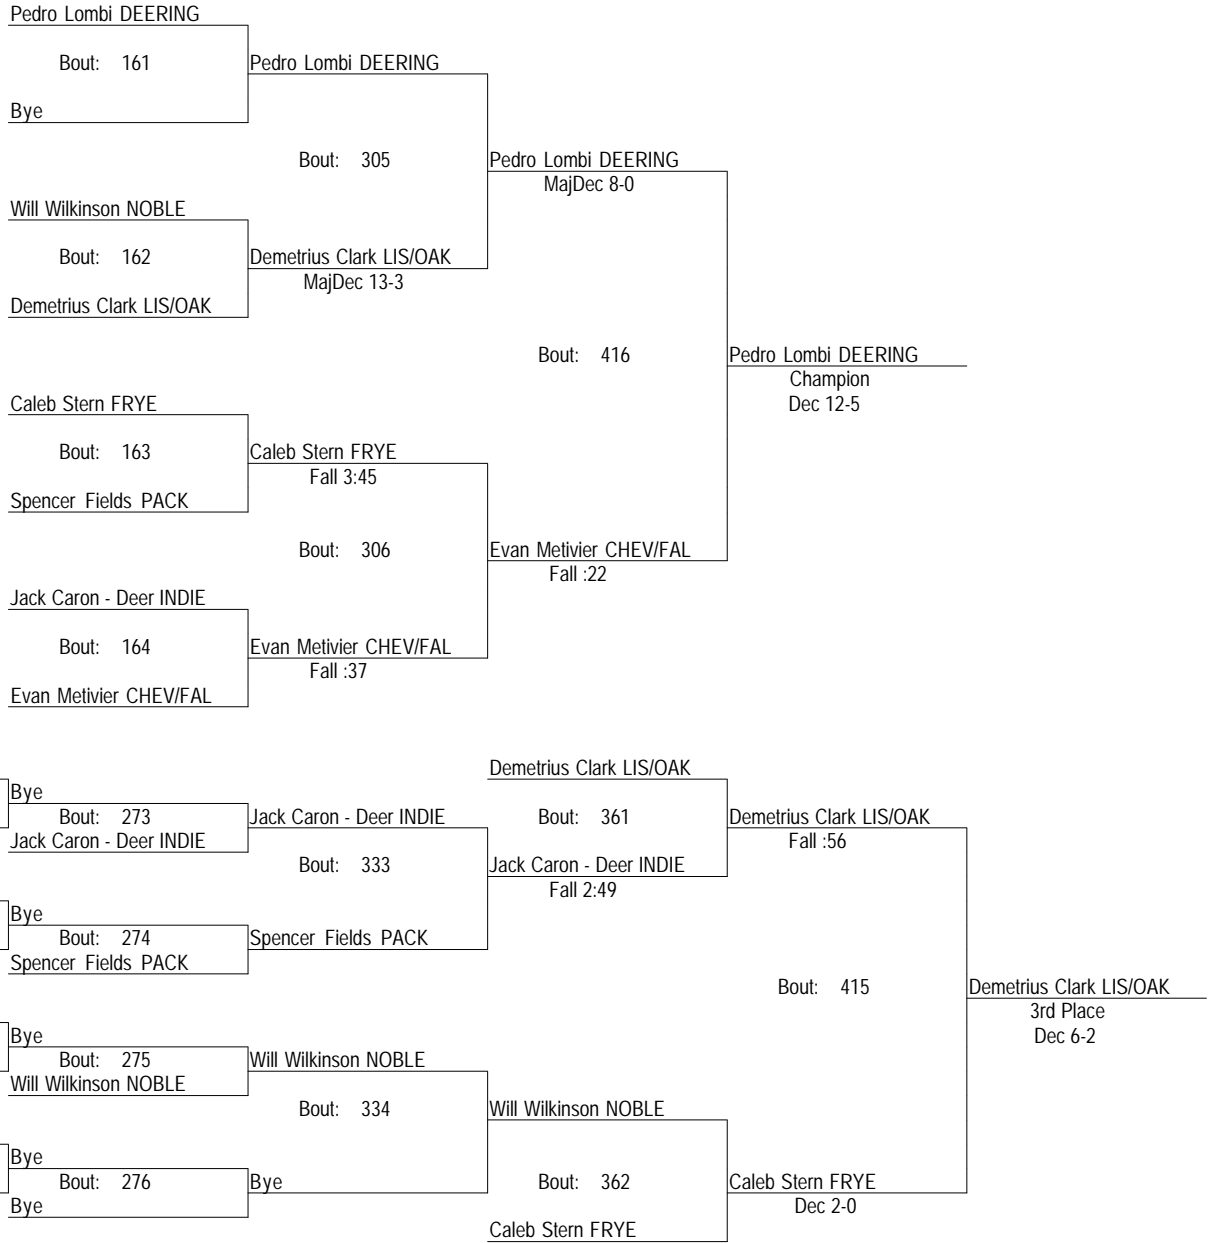 Pedro Lombi DEERING
Bout: 161
Pedro Lombi DEERING
Bye
Bout: 305
Pedro Lombi DEERING
MajDec 8-0
Will Wilkinson NOBLE
Bout: 162
Demetrius Clark LIS/OAK
MajDec 13-3
Demetrius Clark LIS/OAK
Bout: 416
Pedro Lombi DEERING
Champion
Dec 12-5
Caleb Stern FRYE
Bout: 163
Caleb Stern FRYE
Fall 3:45
Spencer Fields PACK
Bout: 306
Evan Metivier CHEV/FAL
Fall :22
Jack Caron - Deer INDIE
Bout: 164
Evan Metivier CHEV/FAL
Fall :37
Evan Metivier CHEV/FAL
Demetrius Clark LIS/OAK
Bye
Bout: 273
Jack Caron - Deer INDIE
Bout: 361
Demetrius Clark LIS/OAK
Fall :56
Jack Caron - Deer INDIE
Bout: 333
Jack Caron - Deer INDIE
Fall 2:49
Bye
Bout: 274
Spencer Fields PACK
Spencer Fields PACK
Bout: 415
Demetrius Clark LIS/OAK
3rd Place
Dec 6-2
Bye
Bout: 275
Will Wilkinson NOBLE
Will Wilkinson NOBLE
Bout: 334
Will Wilkinson NOBLE
Bye
Bout: 276
Bye
Bout: 362
Caleb Stern FRYE
Dec 2-0
Bye
Caleb Stern FRYE